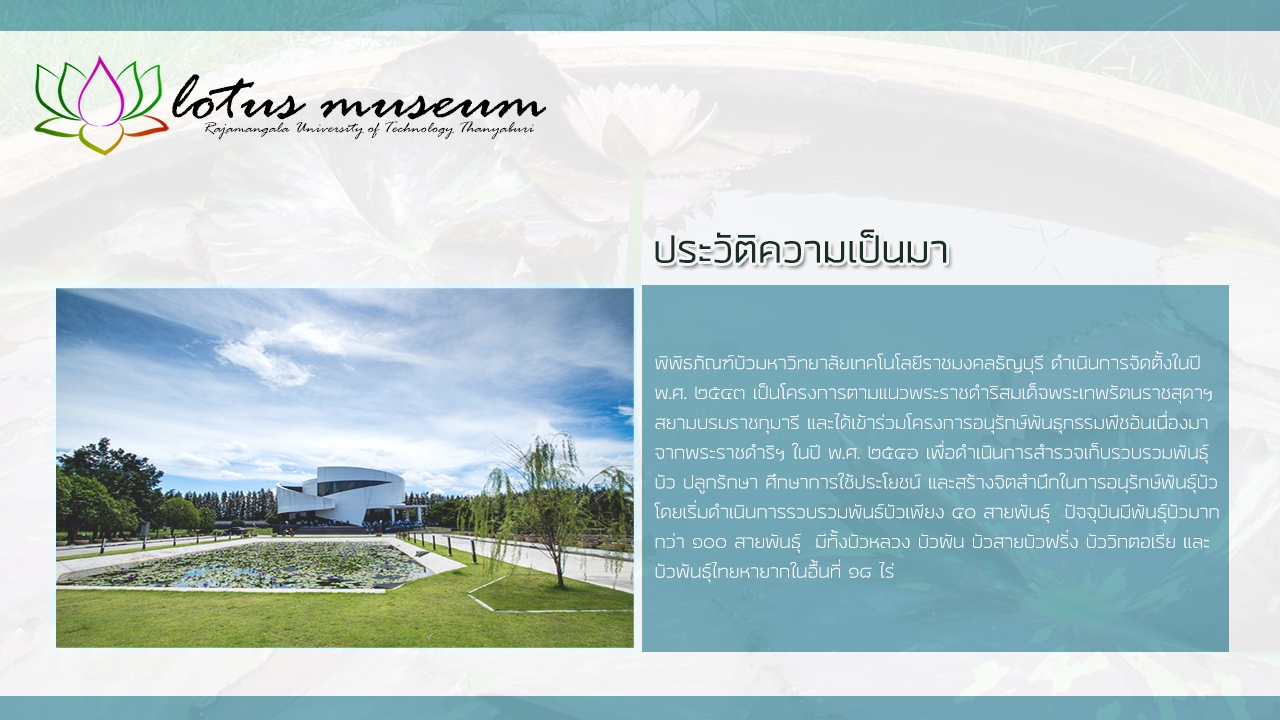 lotus museum
Rajamangala University of Technology Thanyaburi
ประวัติความเป็นมา
พิพิธภัณฑ์บัวมหาวิทยาลัยเทคโนโลยีราชมงคลธัญบุรี ดำเนินการจัดตั้งในปี
พ.ศ. ๒๕๔๓ เป็นโครงการตามแนวพระราชดำริสมเด็จพระเทพรัตนราชสุดาฯ
สยามบรมราชกุมารี และได้เข้าร่วมโครงการอนุรักษ์พันธุกรรมพืชอันเนื่องมา
จากพระราชดำริฯ ในปี พ.ศ. ๒๕๔๖ เพื่อดำเนินการสำรวจเก็บรวบรวมพันธุ์
บัว ปลูกรักษา ศึกษาการใช้ประโยชน์ และสร้างจิตสำนึกในการอนุรักษ์พันธุ์บัว
โดยเริ่มดำเนินการรวบรวมพันธ์บัวเพียง ๔๐ สายพันธุ์ ปัจจุบันมีพันธุ์บัวมาก
กว่า ๑๐๐ สายพันธุ์ มีทั้งบัวหลวง บัวผัน บัวสายบัวฝรั่ง บัววิกตอเรีย และ
บัวพันธุ์ไทยหายากในอื้นที่ ๑๘ ไร่